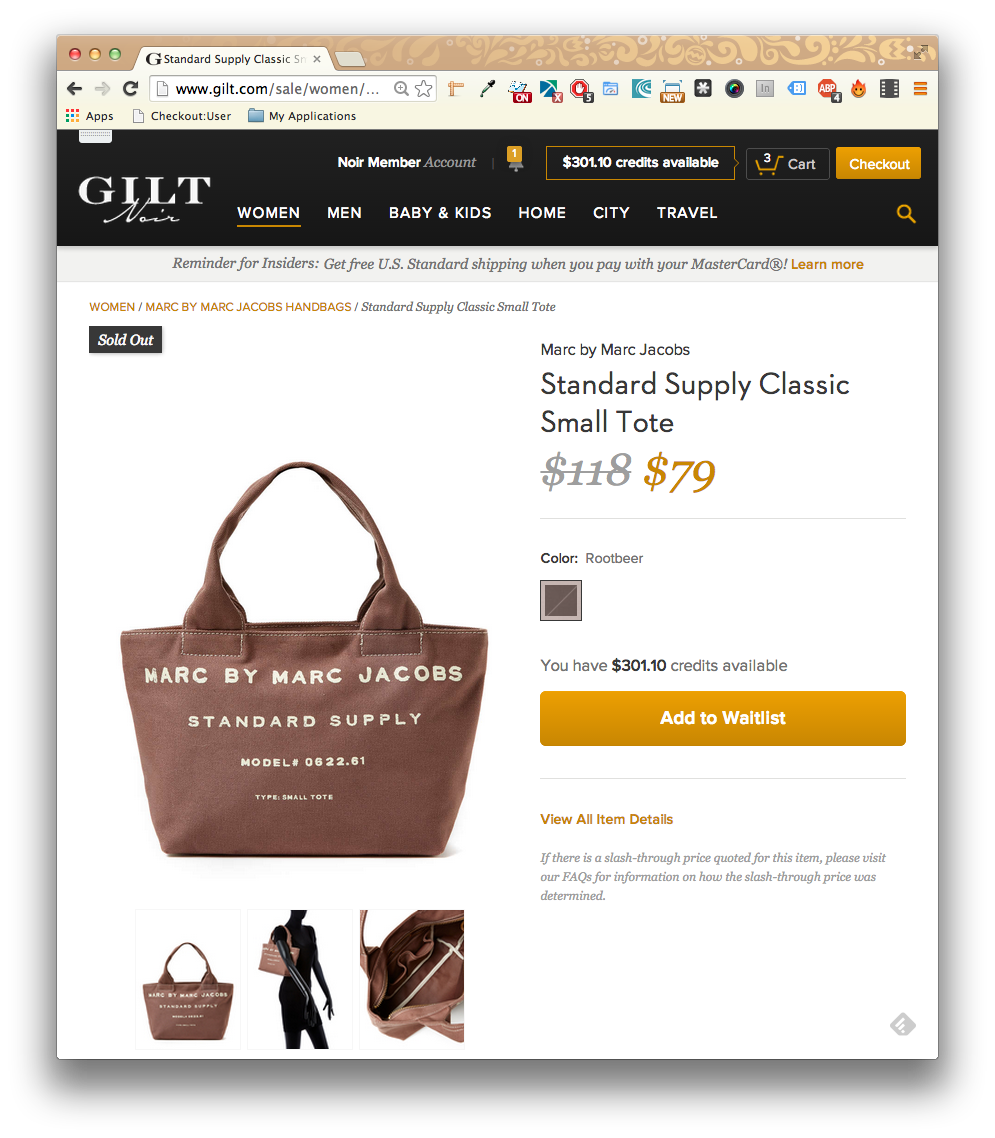 Standard Supply Classic Sm
www.gilt.com/sale/women/...
ON
X
5
NEW
In
ABP
4
Apps
Checkout:User
My Applications
Noir Member Account
1
$301.10 credits available
3 Cart
Checkout
GILT
Noir
WOMEN MEN BABY & KIDS HOME CITY TRAVEL
Reminder for Insiders: Get free U.S. Standard shipping when you pay with your MasterCard®! Learn more
WOMEN / MARC BY MARC JACOBS HANDBAGS / Standard Supply Classic Small Tote
Sold Out
Marc by Marc Jacobs
Standard Supply Classic
Small Tote
$118 $79
Color: Rootbeer
You have $301.10 credits available
Add to Waitlist
View All Item Details
If there is a slash-through price quoted for this item, please visit
our FAQs for information on how the slash-through price was
determined.
MARC BY MARC JACOBS
STANDARD SUPPLY
MODEL# 0622.61
TYPE: SMALL TOTE
MARC BY MARC JACOBS
STANDARD SUPPLY